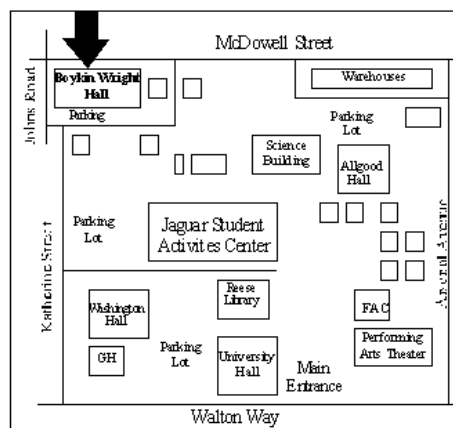 McDowell Street
Johns Road
Boykin Wright
Hall
Parking
Warehouses
Parking
Lot
Science
Building
Allgood
Hall
Parking
Lot
Jaguar Student
Activites Center
Katherine Street
Arsenal Avenue
Washington
Hall
Reese
Library
FAC
GH
Parking
Lot
University
Hall
Main
Entrance
Performing
Arts Theater
Walton Way